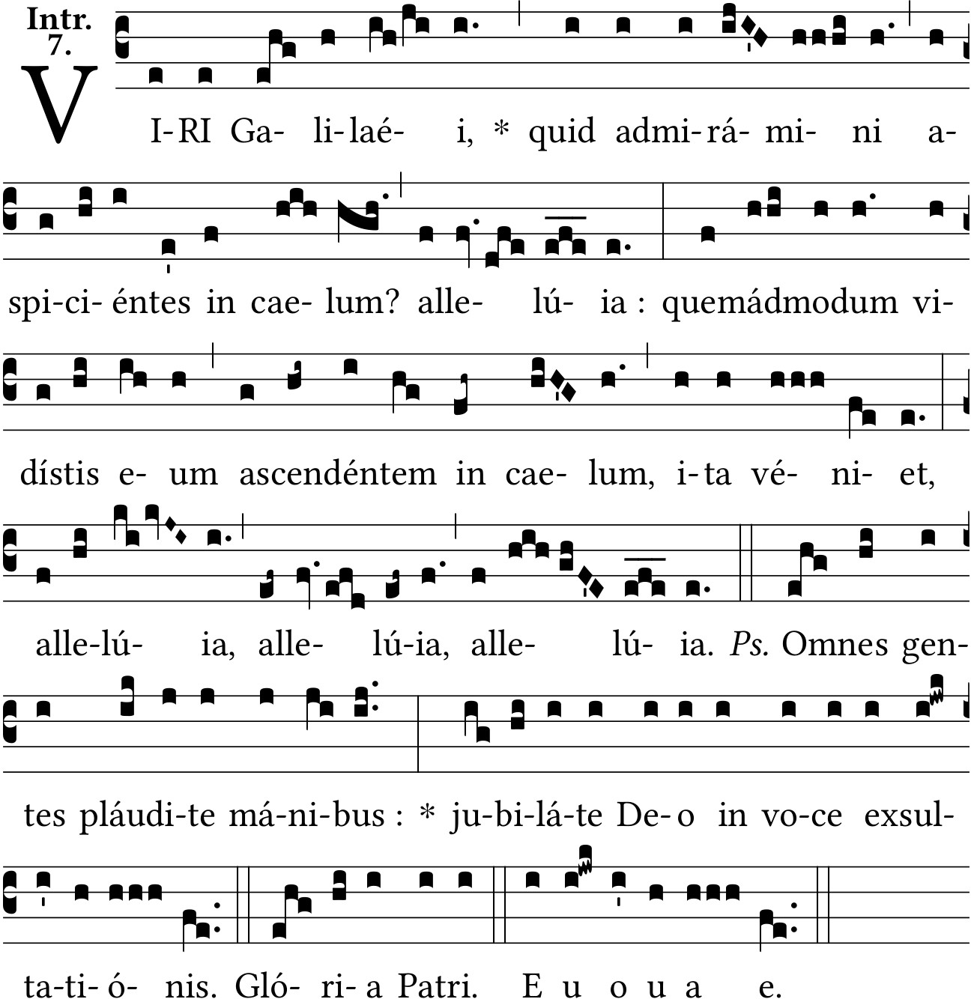 Intr.
7.
VI-RI Ga- li-laé- i, * quid admi-rá- mi- ni a-
spi-ci- éntes in cae- lum? alle- lú- ia : quemádmodum vi-
dístis e- um ascendéntem in cae- lum, i-ta vé- ni- et,
alle-lú- ia, alle- lú-ia, alle- lú- ia. Ps. Omnes gen-
tes pláudi-te má-ni-bus : * ju-bi-lá-te De-o in vo-ce exsul-
ta-ti-ó- nis. Gló- ri- a Patri. E u o u a e.